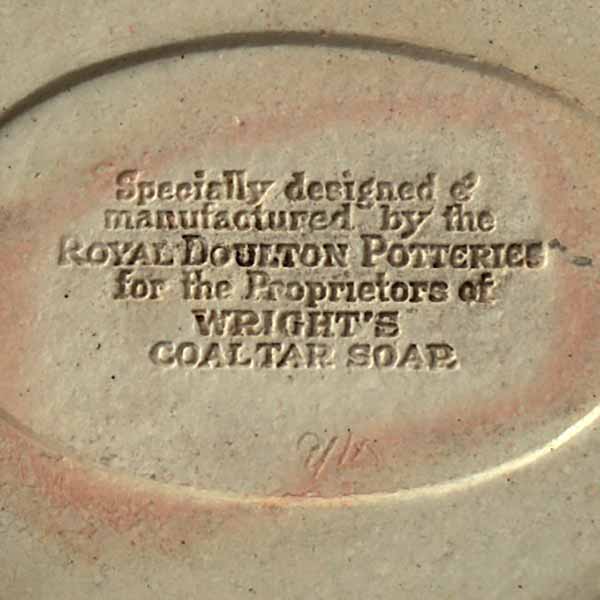 Specially designed &
manufactured by the
ROYAL DOULTON POTTERIES
for the Proprietors of
WRIGHT'S
COAL TAR SOAP.